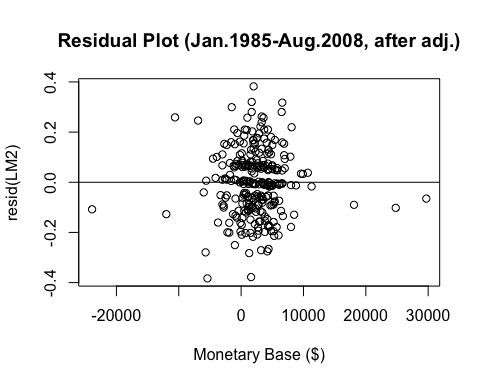 Residual Plot (Jan.1985-Aug.2008, after adj.)
0.4
0.2
0.0
-0.2
-0.4
resid(LM2)
-20000 0 10000 20000 30000
Monetary Base ($)